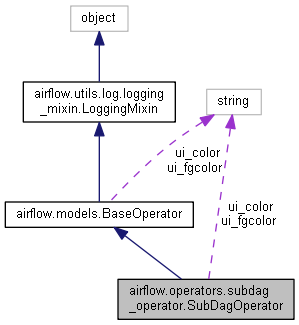 object
airflow.utils.log.logging
_mixin.LoggingMixin
string
ui_color
ui_fgcolor
airflow.models.BaseOperator
ui_color
ui_fgcolor
airflow.operators.subdag
_operator.SubDagOperator